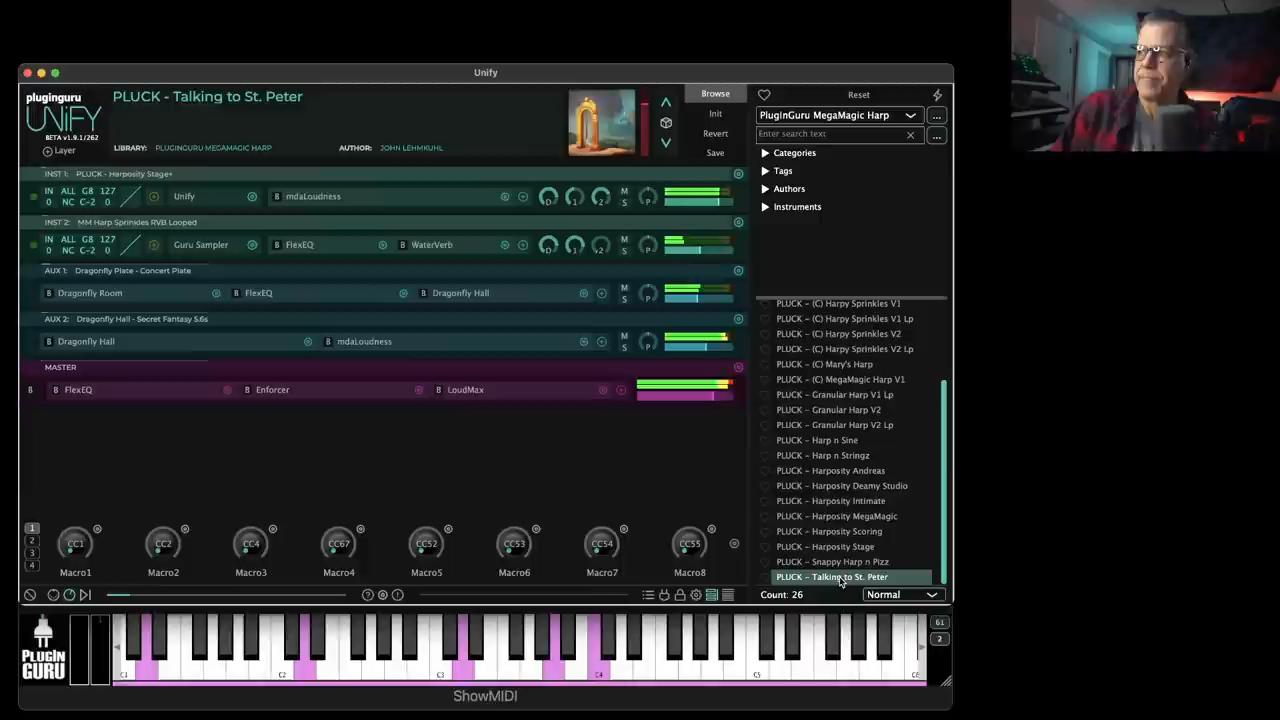 Unify
pluginguru
UNiFY
BETA v1.9.1/262
Layer
PLUCK - Talking to St. Peter
LIBRARY: PLUGINGURU MEGAMAGIC HARP AUTHOR: JOHN LEHMKUHL
Browse
Init
Revert
Save
Reset
PlugInGuru MegaMagic Harp
...
Enter search text
...
Categories
Tags
Authors
Instruments
INST 1: PLUCK - Harposity Stage+
IN ALL G8 127
0 NC C-2 0
Unify
B mdaLoudness
D 1 2
M
S
P
INST 2: MM Harp Sprinkles RVB Looped
IN ALL G8 127
0 NC C-2 0
Guru Sampler
B FlexEQ
B WaterVerb
D 1 2
M
S
P
AUX 1: Dragonfly Plate - Concert Plate
B Dragonfly Room
B FlexEQ
B Dragonfly Hall
M
S
P
AUX 2: Dragonfly Hall - Secret Fantasy 5.6s
B Dragonfly Hall
B mdaLoudness
M
S
P
MASTER
B
B FlexEQ
B Enforcer
B LoudMax
PLUCK - (C) Harpy Sprinkles V1
PLUCK - (C) Harpy Sprinkles V1 Lp
PLUCK - (C) Harpy Sprinkles V2
PLUCK - (C) Harpy Sprinkles V2 Lp
PLUCK - (C) Mary's Harp
PLUCK - (C) MegaMagic Harp V1
PLUCK - Granular Harp V1 Lp
PLUCK - Granular Harp V2
PLUCK - Granular Harp V2 Lp
PLUCK - Harp n Sine
PLUCK - Harp n Stringz
PLUCK - Harposity Andreas
PLUCK - Harposity Deamy Studio
PLUCK - Harposity Intimate
PLUCK - Harposity MegaMagic
PLUCK - Harposity Scoring
PLUCK - Harposity Stage
PLUCK - Snappy Harp n Pizz
PLUCK - Talking to St. Peter
Count: 26
Normal
1
2
3
4
CC1 CC2 CC4 CC67 CC52 CC53 CC54 CC55
Macro1 Macro2 Macro3 Macro4 Macro5 Macro6 Macro7 Macro8
PLUGIN
GURU
C1 C2 C3 C4 C5 C6
61
2
ShowMIDI